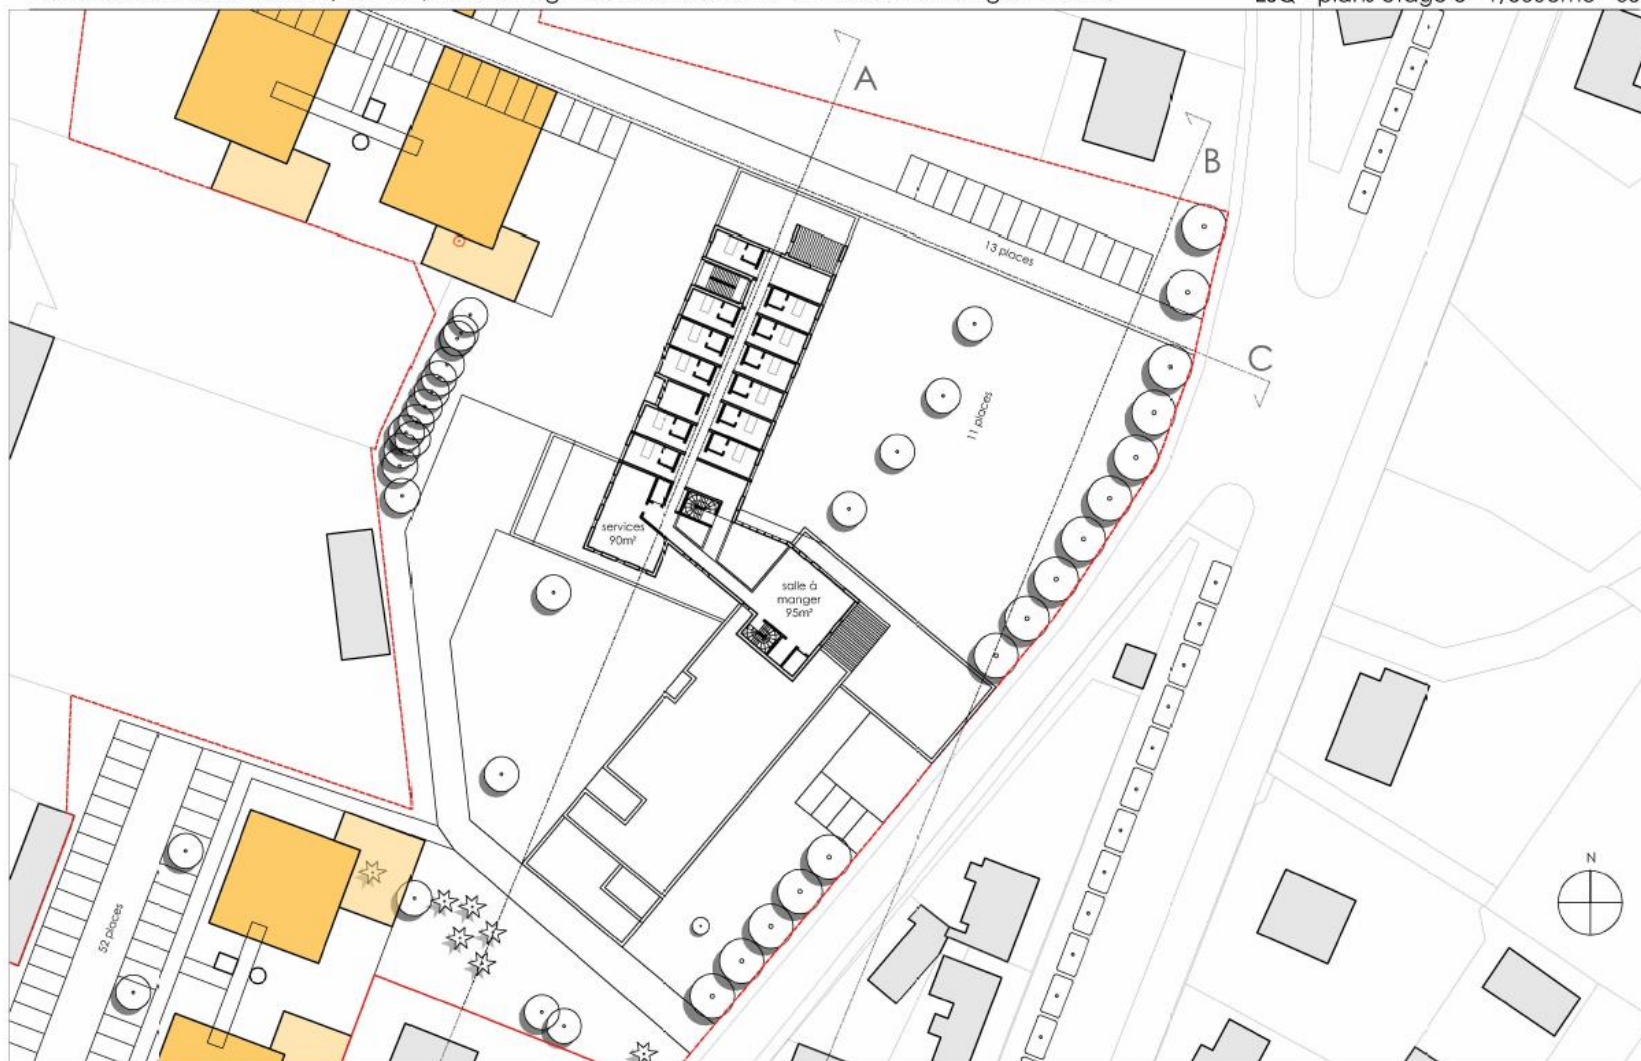 A
B
13 places
C
11 places
services
90m²
salle à
manger
95m²
N
52 places